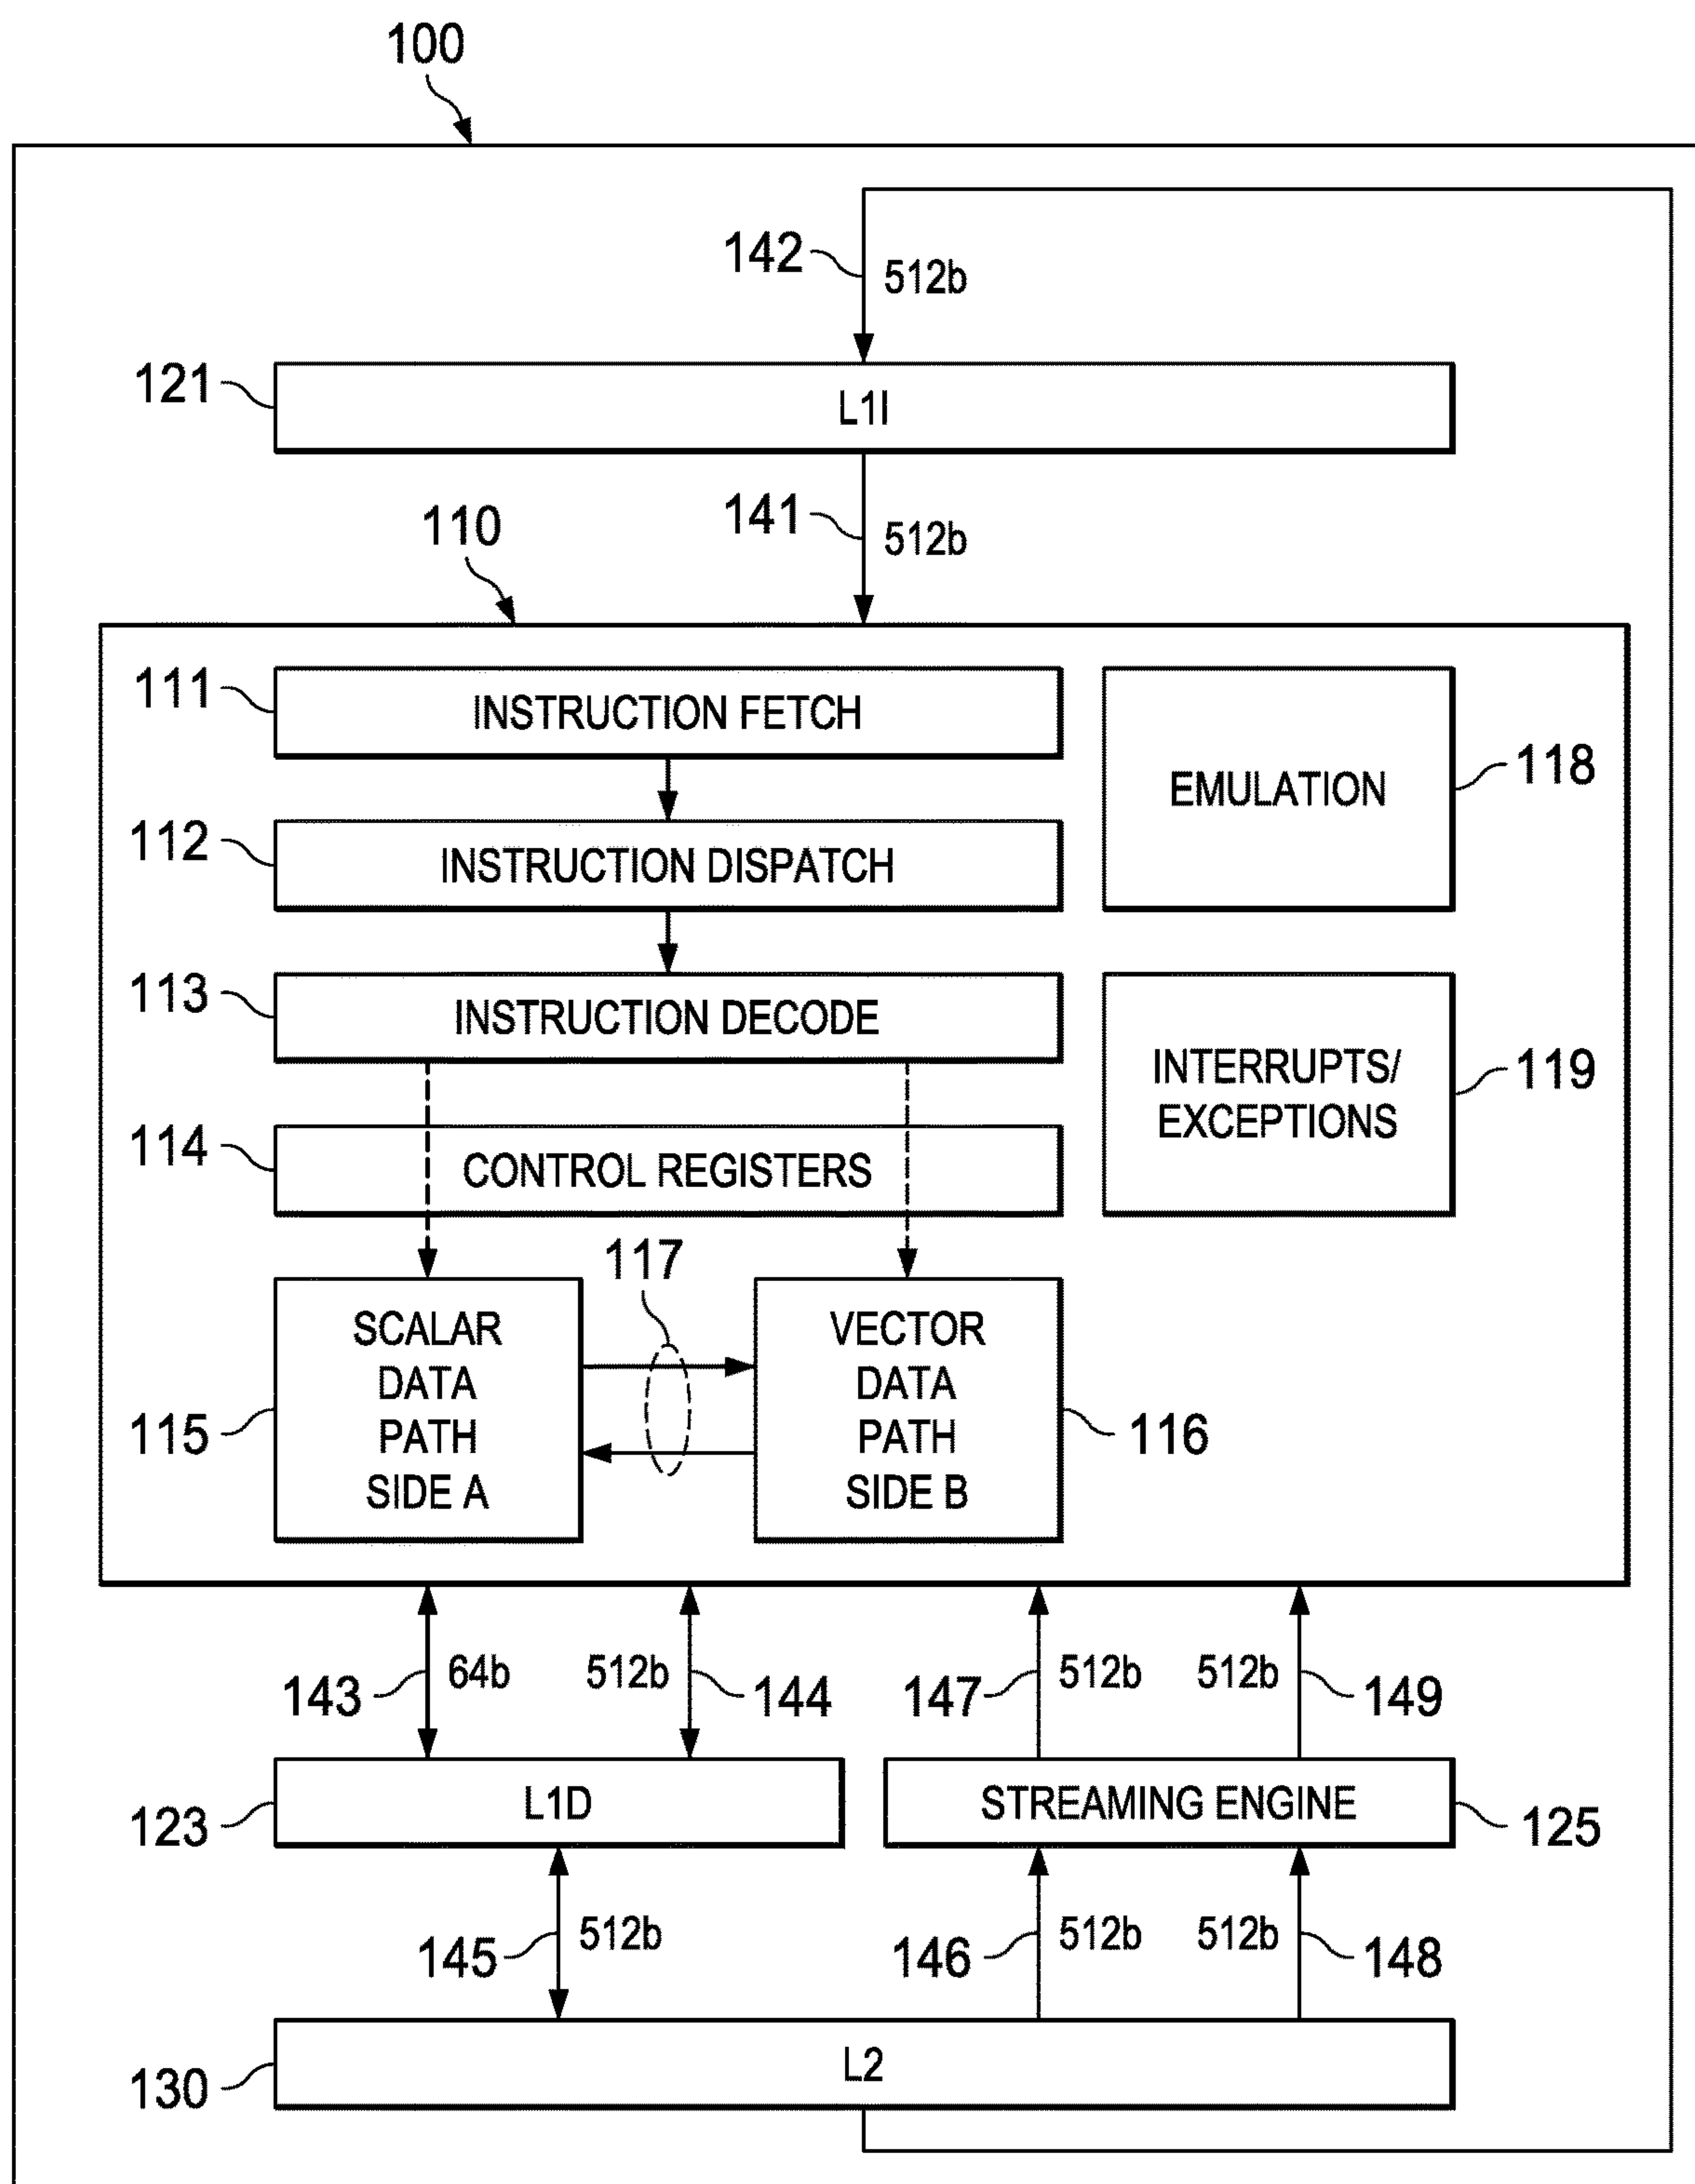 100
142
512b
121
L1I
141
512b
110
111
INSTRUCTION FETCH
118
EMULATION
112
INSTRUCTION DISPATCH
113
INSTRUCTION DECODE
119
INTERRUPTS/
EXCEPTIONS
114
CONTROL REGISTERS
117
115
SCALAR
DATA
PATH
SIDE A
VECTOR
DATA
PATH
SIDE B
116
143
64b
512b
144
147
512b
512b
149
123
L1D
STREAMING ENGINE
125
145
512b
146
512b
512b
148
130
L2